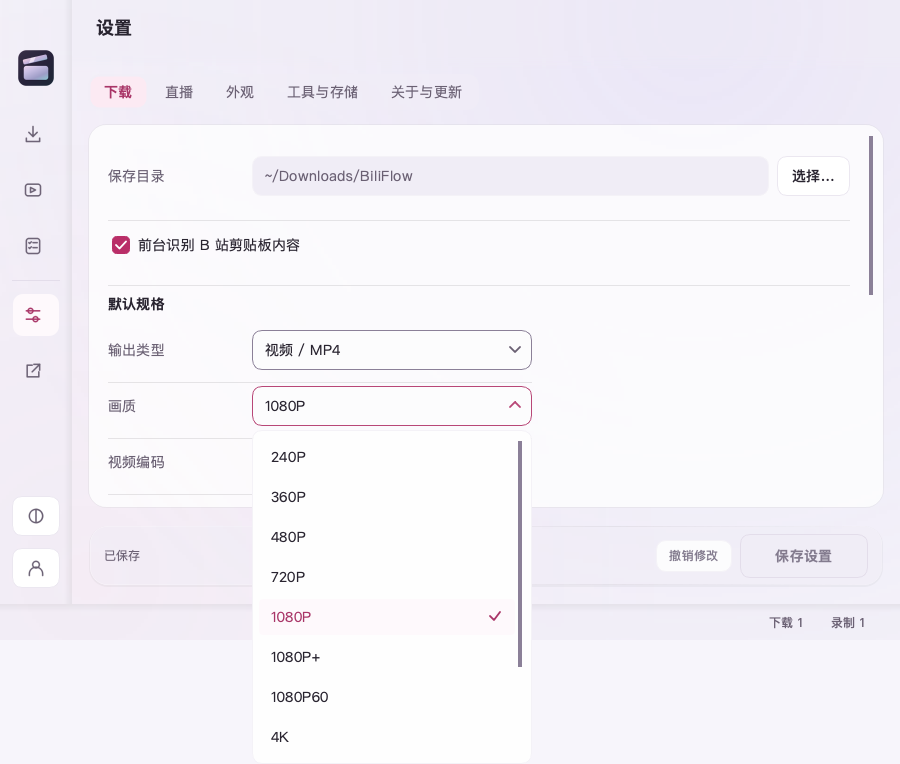 设置
下载 直播 外观 工具与存储 关于与更新
保存目录 ~/Downloads/BiliFlow 选择...
前台识别 B 站剪贴板内容
默认规格
输出类型 视频 / MP4
画质 1080P
240P
视频编码
360P
480P
已保存 撤销修改 保存设置
720P
1080P
下载 1 录制 1
1080P+
1080P60
4K